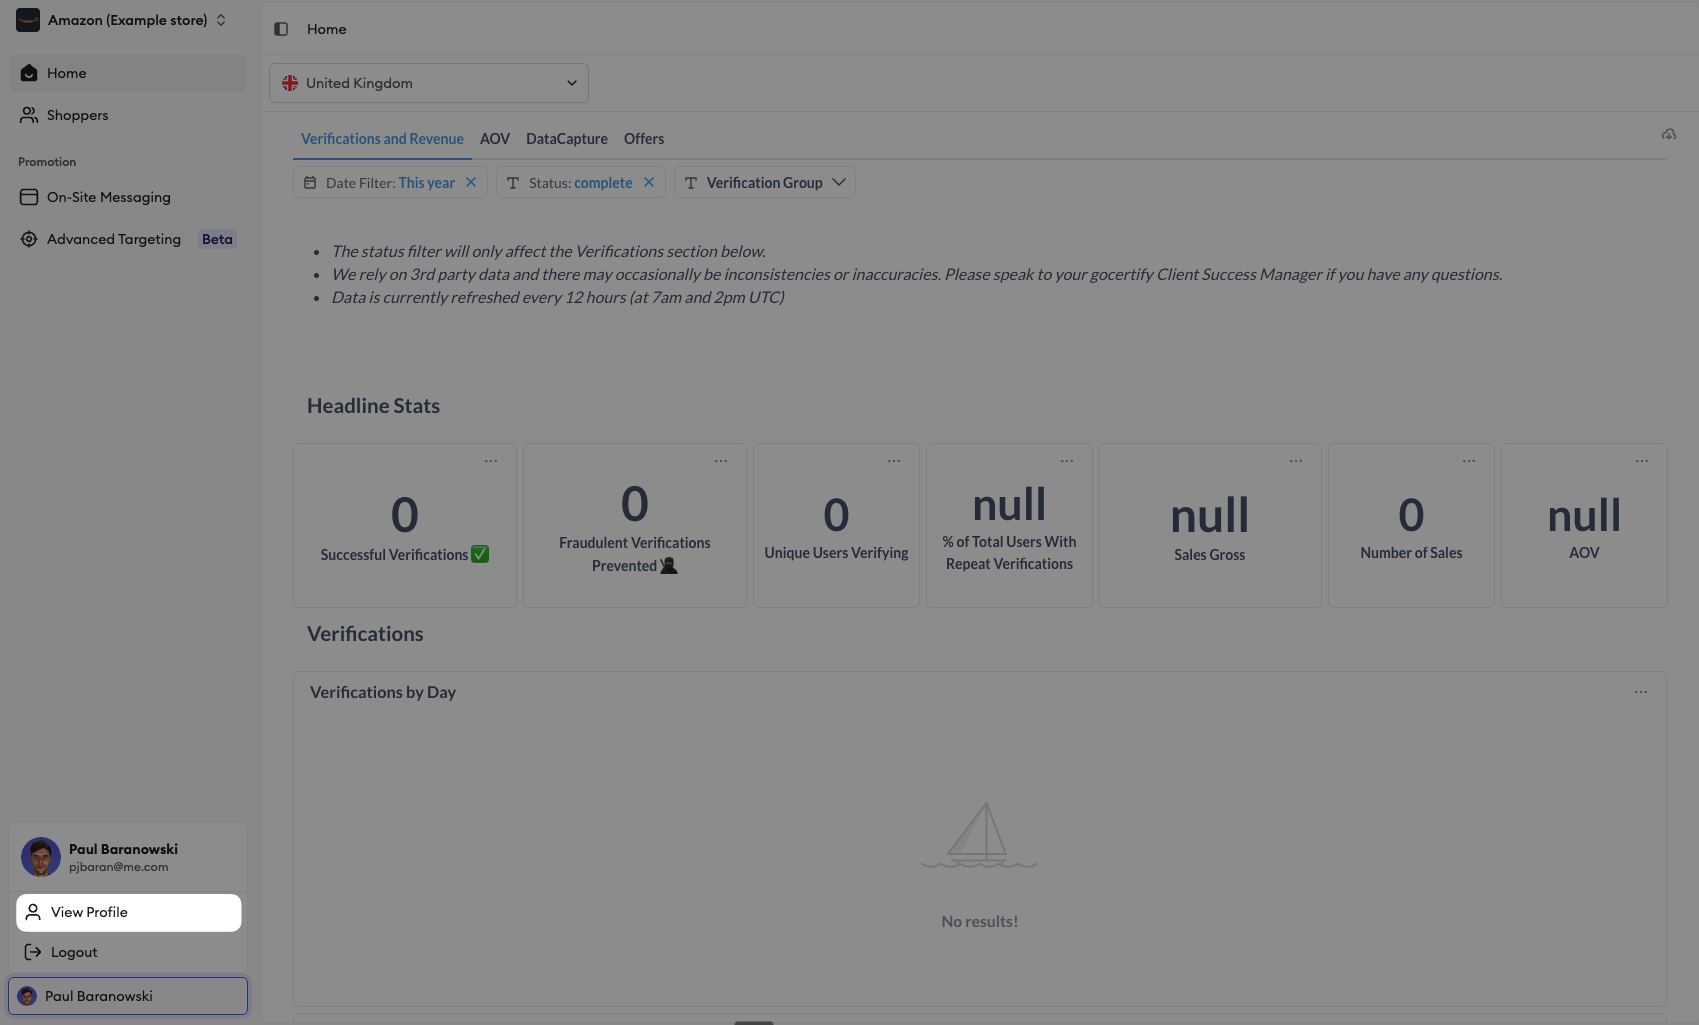 Amazon (Example store)
Home
Shoppers
Promotion
On-Site Messaging
Advanced Targeting Beta
Home
United Kingdom
Verifications and Revenue AOV DataCapture Offers
Date Filter: This year Status: complete Verification Group
The status filter will only affect the Verifications section below.
We rely on 3rd party data and there may occasionally be inconsistencies or inaccuracies. Please speak to your gocertify Client Success Manager if you have any questions.
Data is currently refreshed every 12 hours (at 7am and 2pm UTC)
Headline Stats
0
Successful Verifications ✅
0
Fraudulent Verifications
Prevented 🥷
0
Unique Users Verifying
null
% of Total Users With
Repeat Verifications
null
Sales Gross
0
Number of Sales
null
AOV
Verifications
Verifications by Day
No results!
Paul Baranowski
pjbaran@me.com
View Profile
Logout
Paul Baranowski